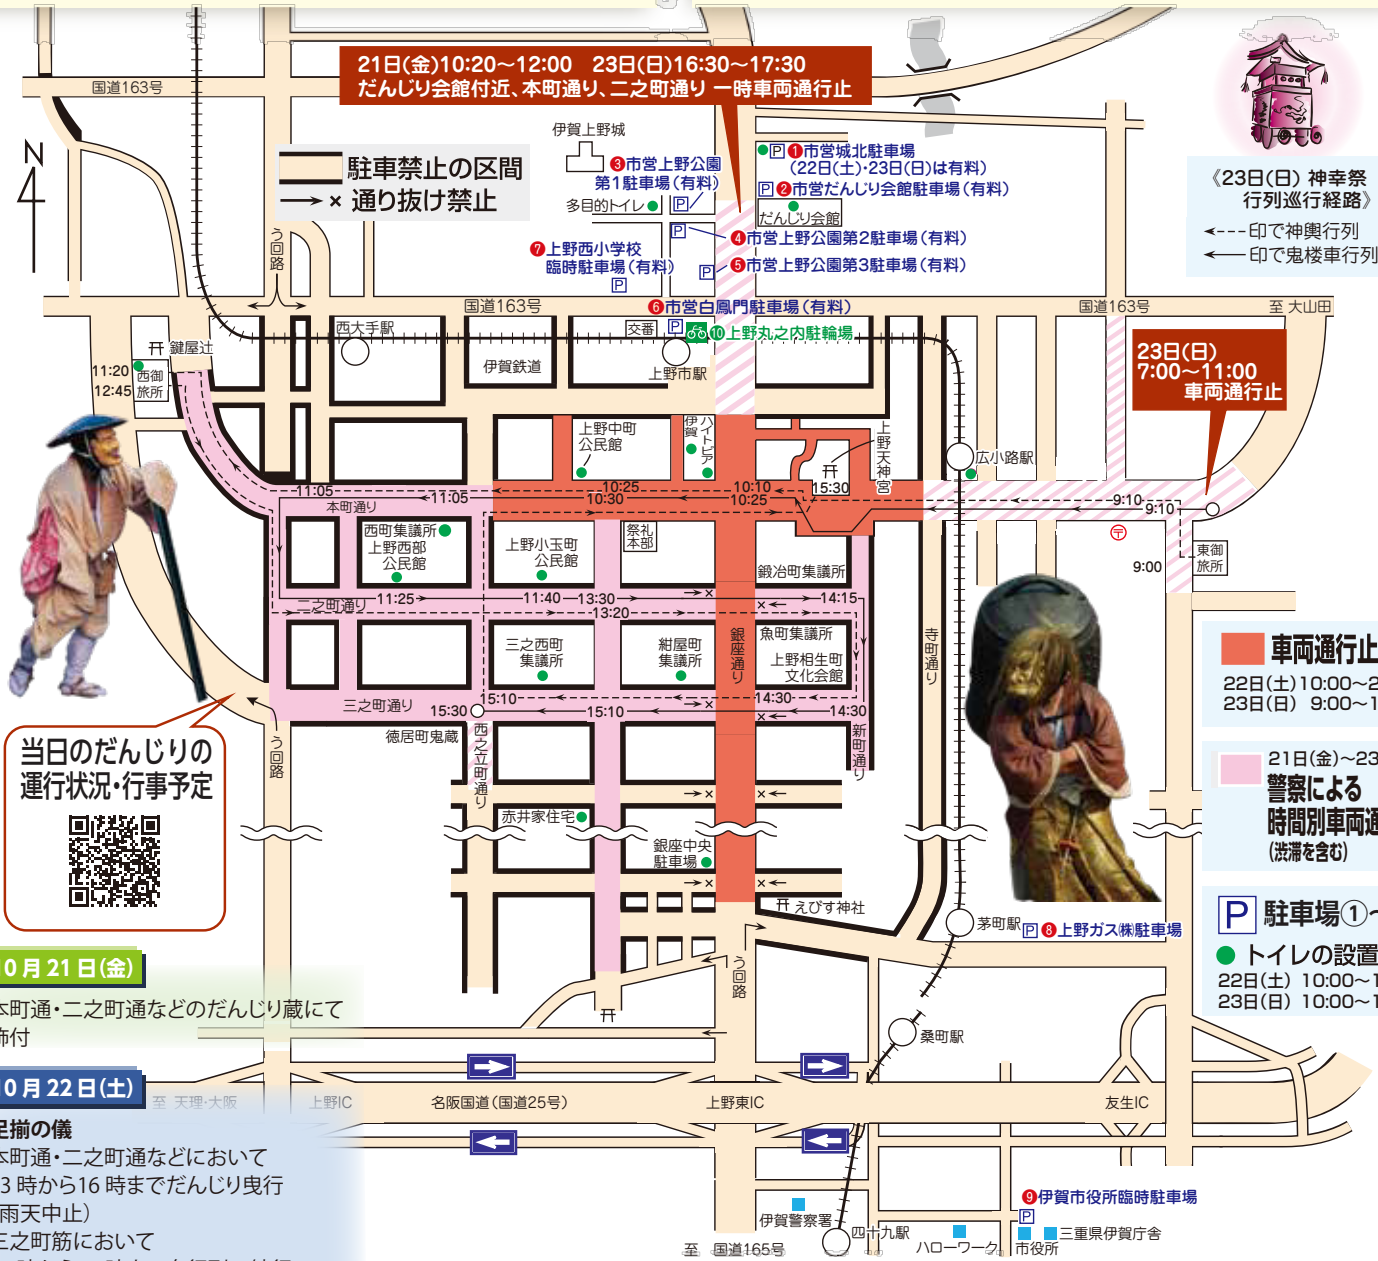 21日(金)10:20〜12:00　23日(日)16:30〜17:30
だんじり会館付近、本町通り、二之町通り 一時車両通行止
国道163号
N
駐車禁止の区間
→× 通り抜け禁止
伊賀上野城
❸市営上野公園
第1駐車場(有料)
多目的トイレ
P
P ❶市営城北駐車場
(22日(土)・23日(日)は有料)
P ❷市営だんじり会館駐車場(有料)
だんじり会館
P ❹市営上野公園第2駐車場(有料)
P ❺市営上野公園第3駐車場(有料)
❼上野西小学校
臨時駐車場(有料)
P
う回路
《23日(日) 神幸祭
行列巡行経路》
印で神輿行列
印で鬼楼車行列
国道163号
❻市営白鳳門駐車場(有料)
国道163号
至 大山田
西大手駅
交番
P
❿上野丸之内駐輪場
伊賀鉄道
上野市駅
鍵屋辻
11:20
12:45
西御
旅所
23日(日)
7:00〜11:00
車両通行止
上野中町
公民館
ハイトピア
伊賀
上野天神宮
広小路駅
15:30
11:05
11:05
10:25
10:30
10:10
10:25
9:10
9:10
本町通り
西町集議所
上野西部
公民館
上野小玉町
公民館
祭礼
本部
鍛冶町集議所
〒
9:00
東御
旅所
二之町通り
11:25
11:40
13:30
13:20
14:15
三之西町
集議所
紺屋町
集議所
銀座通り
魚町集議所
上野相生町
文化会館
寺町通り
三之町通り
15:30
15:10
15:10
14:30
14:30
徳居町鬼蔵
西之立町通り
新町通り
う回路
車両通行止
22日(土)10:00〜2
23日(日) 9:00〜1
21日(金)〜23
警察による
時間別車両通
(渋滞を含む)
当日のだんじりの
運行状況・行事予定
赤井家住宅
銀座中央
駐車場
えびす神社
茅町駅
P ❽上野ガス㈱駐車場
P 駐車場①〜
トイレの設置
22日(土) 10:00〜1
23日(日) 10:00〜1
う回路
桑町駅
10月21日(金)
本町通・二之町通などのだんじり蔵にて
飾付
10月22日(土)
至 天理・大阪
上野IC
名阪国道(国道25号)
上野東IC
友生IC
足揃の儀
本町通・二之町通などにおいて
3時から16時までだんじり曳行
雨天中止)
三之町筋において
伊賀警察署
四十九駅
❾伊賀市役所臨時駐車場
P
ハローワーク
市役所
三重県伊賀庁舎
至 国道165号